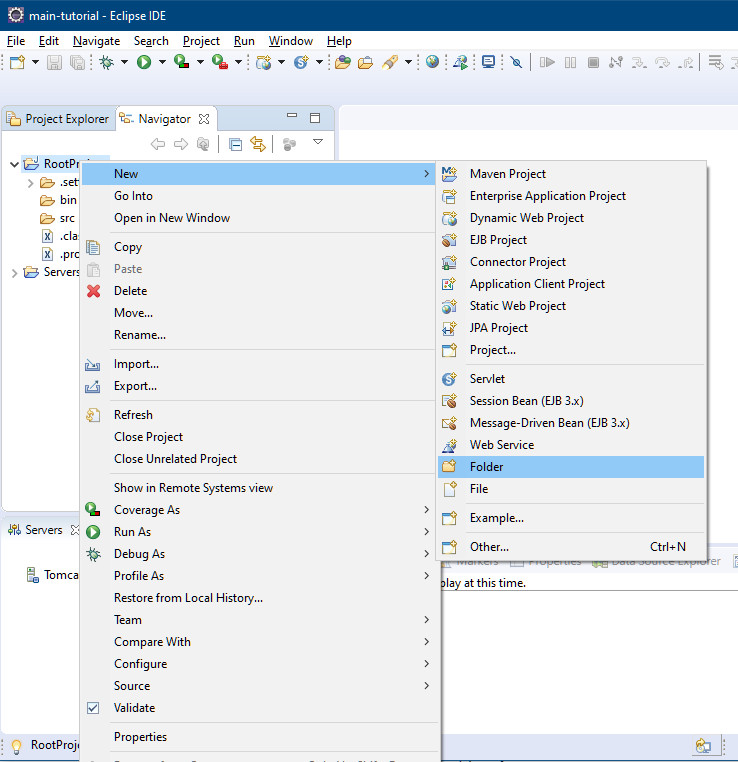 main-tutorial - Eclipse IDE
File Edit Navigate Search Project Run Window Help
Project Explorer Navigator
RootPr
.set
bin
src
.cla
.pro
Servers
New
Go Into
Open in New Window
Copy
Paste
Delete
Move...
Rename...
Import...
Export...
Refresh
Close Project
Close Unrelated Project
Show in Remote Systems view
Coverage As
Run As
Debug As
Profile As
Restore from Local History...
Team
Compare With
Configure
Source
Validate
Properties
Maven Project
Enterprise Application Project
Dynamic Web Project
EJB Project
Connector Project
Application Client Project
Static Web Project
JPA Project
Project...
Servlet
Session Bean (EJB 3.x)
Message-Driven Bean (EJB 3.x)
Web Service
Folder
File
Example...
Other... Ctrl+N
Servers
Tomca
Markers Properties Data Source Explorer
play at this time.
RootProje